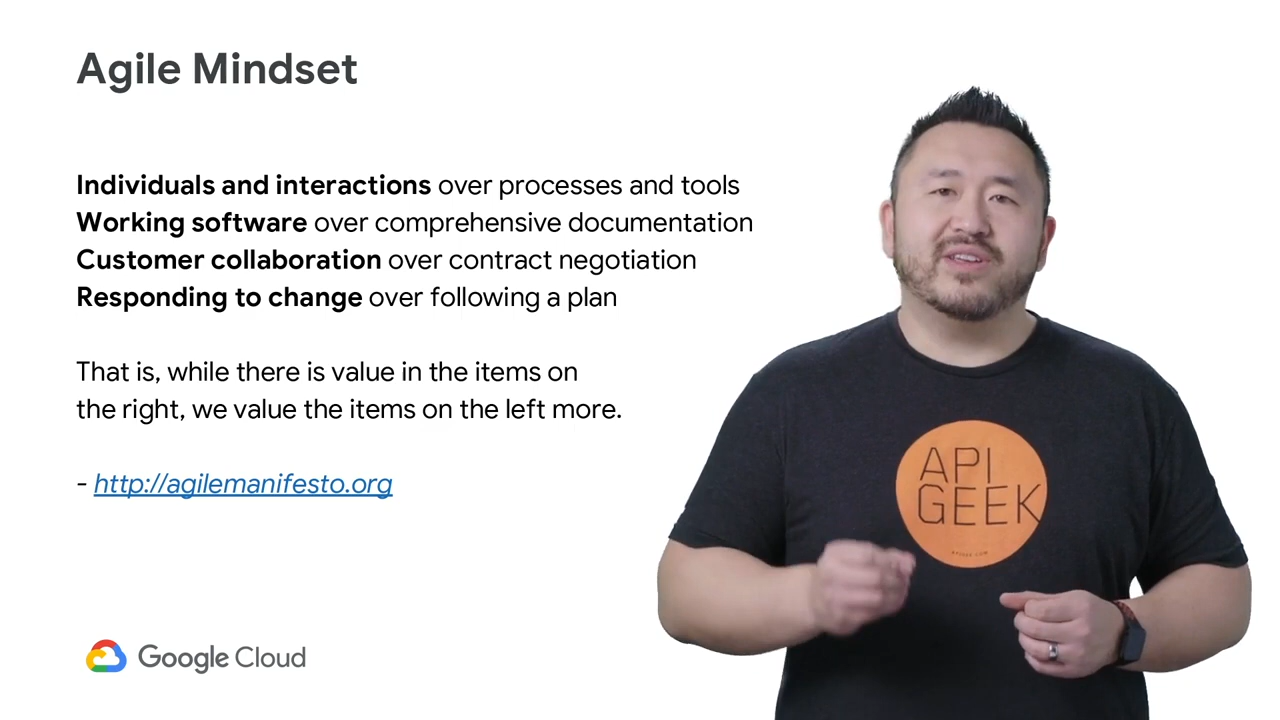 Agile Mindset
Individuals and interactions over processes and tools
Working software over comprehensive documentation
Customer collaboration over contract negotiation
Responding to change over following a plan
That is, while there is value in the items on
the right, we value the items on the left more.
- http://agilemanifesto.org
API
GEEK
Google Cloud